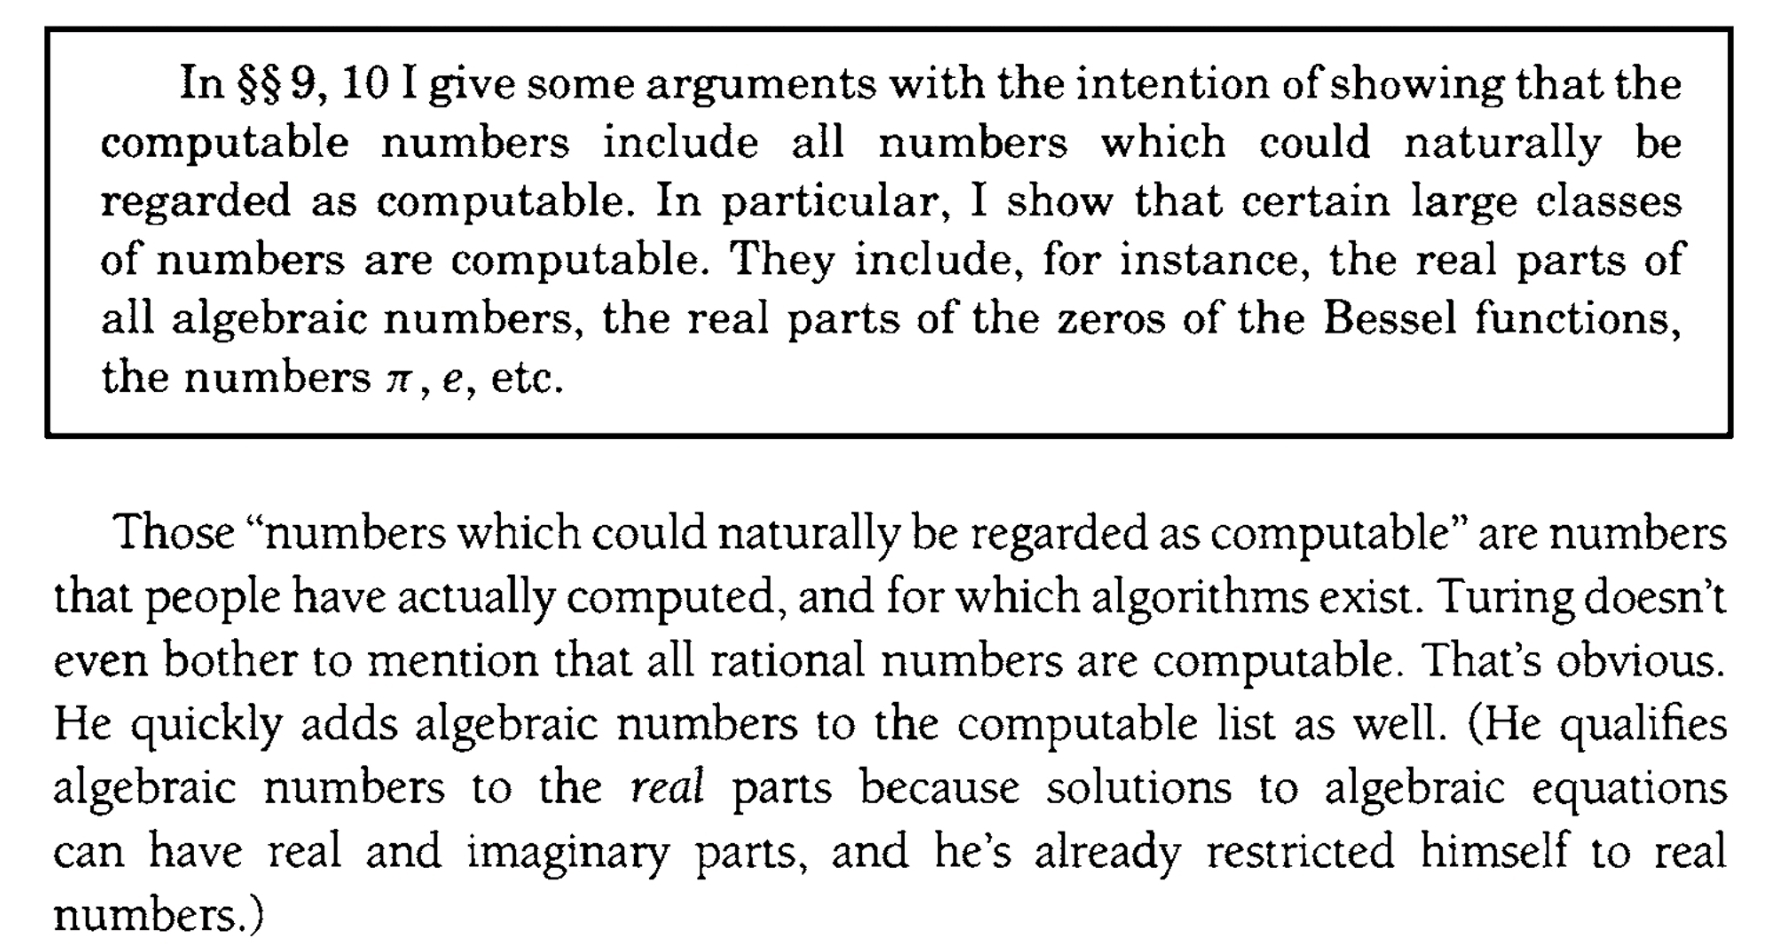 In §§ 9, 10 I give some arguments with the intention of showing that the
computable numbers include all numbers which could naturally be
regarded as computable. In particular, I show that certain large classes
of numbers are computable. They include, for instance, the real parts of
all algebraic numbers, the real parts of the zeros of the Bessel functions,
the numbers π, e, etc.
Those “numbers which could naturally be regarded as computable” are numbers
that people have actually computed, and for which algorithms exist. Turing doesn’t
even bother to mention that all rational numbers are computable. That’s obvious.
He quickly adds algebraic numbers to the computable list as well. (He qualifies
algebraic numbers to the real parts because solutions to algebraic equations
can have real and imaginary parts, and he’s already restricted himself to real
numbers.)